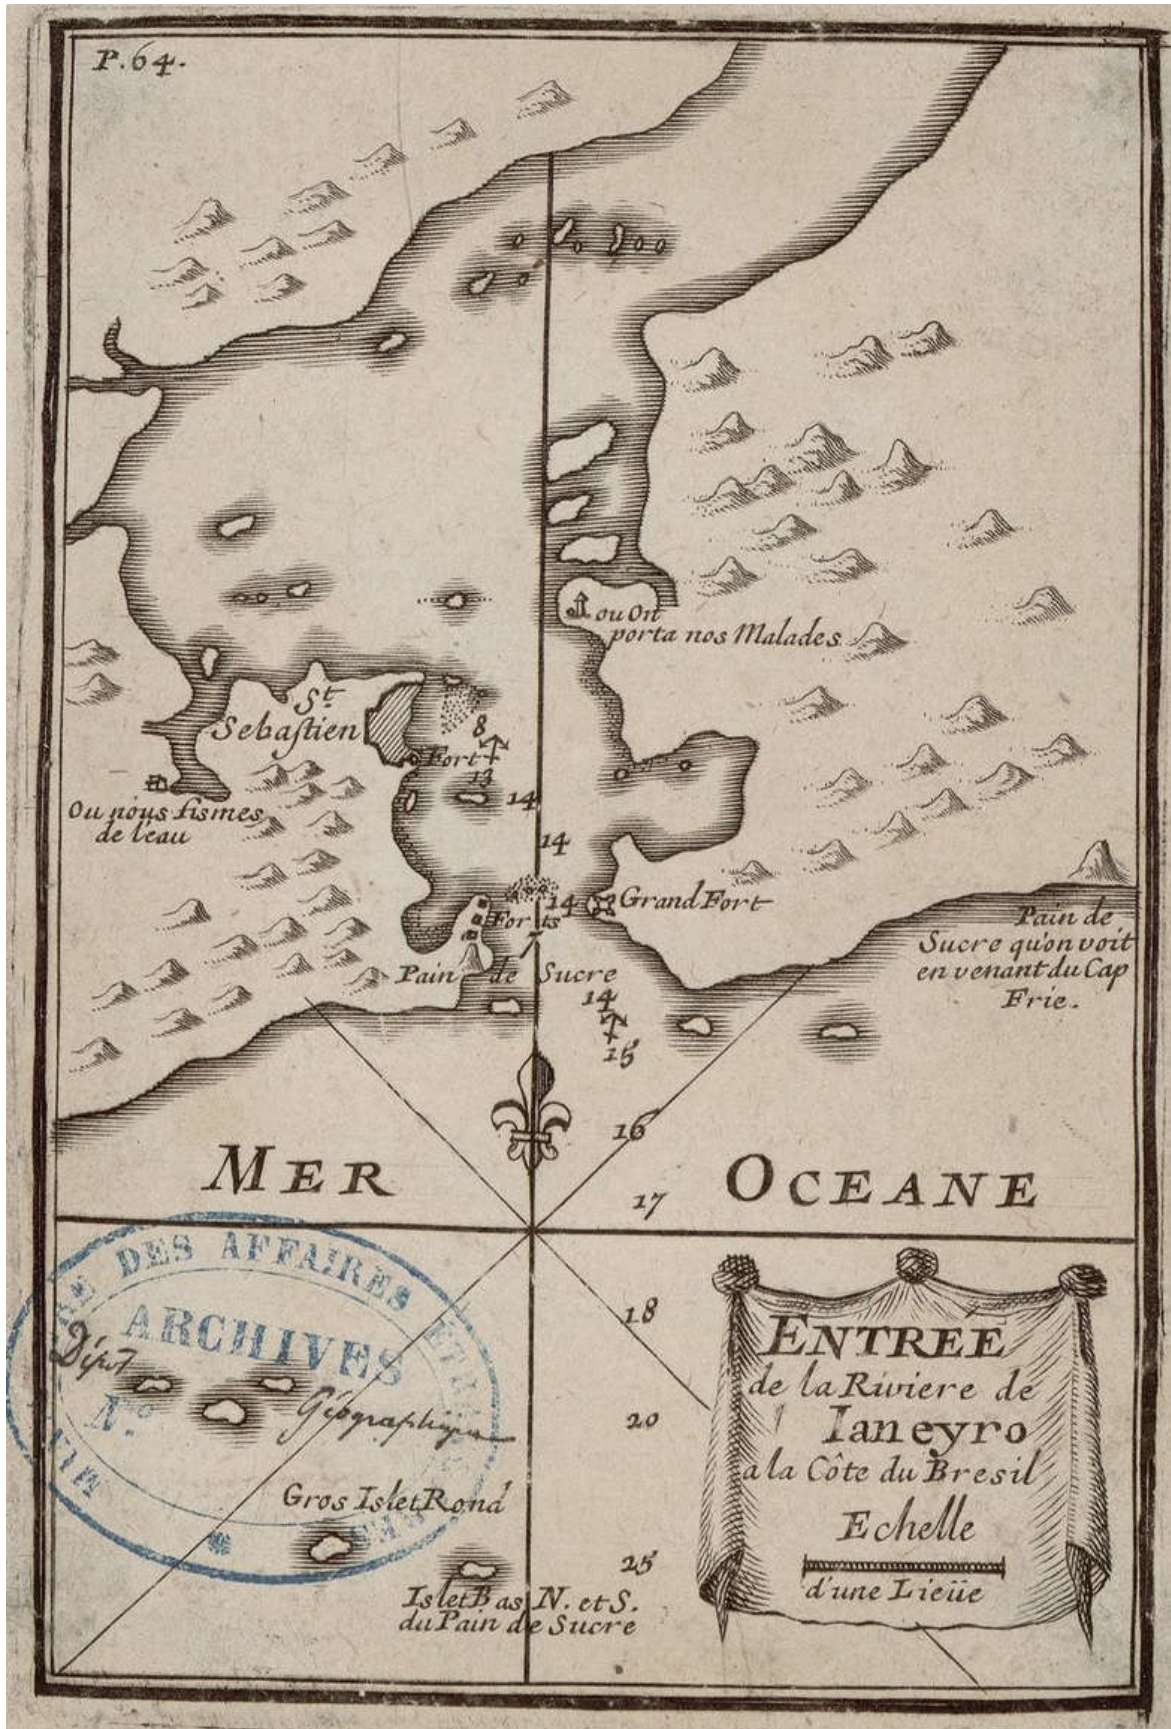 P. 64.
ou On
porta nos Malades
St.
Sebastien
8
Fort
13
14
Ou nous fismes
de leau
14
14
Grand Fort
Forts
7
Pain de Sucre
Pain de
Sucre qu'on voit
en venant du Cap
Frie.
14
15
16
MER OCEANE
17
DES AFFAIRES
ARCHIVES
Dépôt
N.o
Géographique
18
20
25
Gros Islet Rond
Islet Bas N. et S.
du Pain de Sucre
ENTREE
de la Riviere de
Ianeyro
a la Côte du Bresil
Echelle
d'une Lieüe